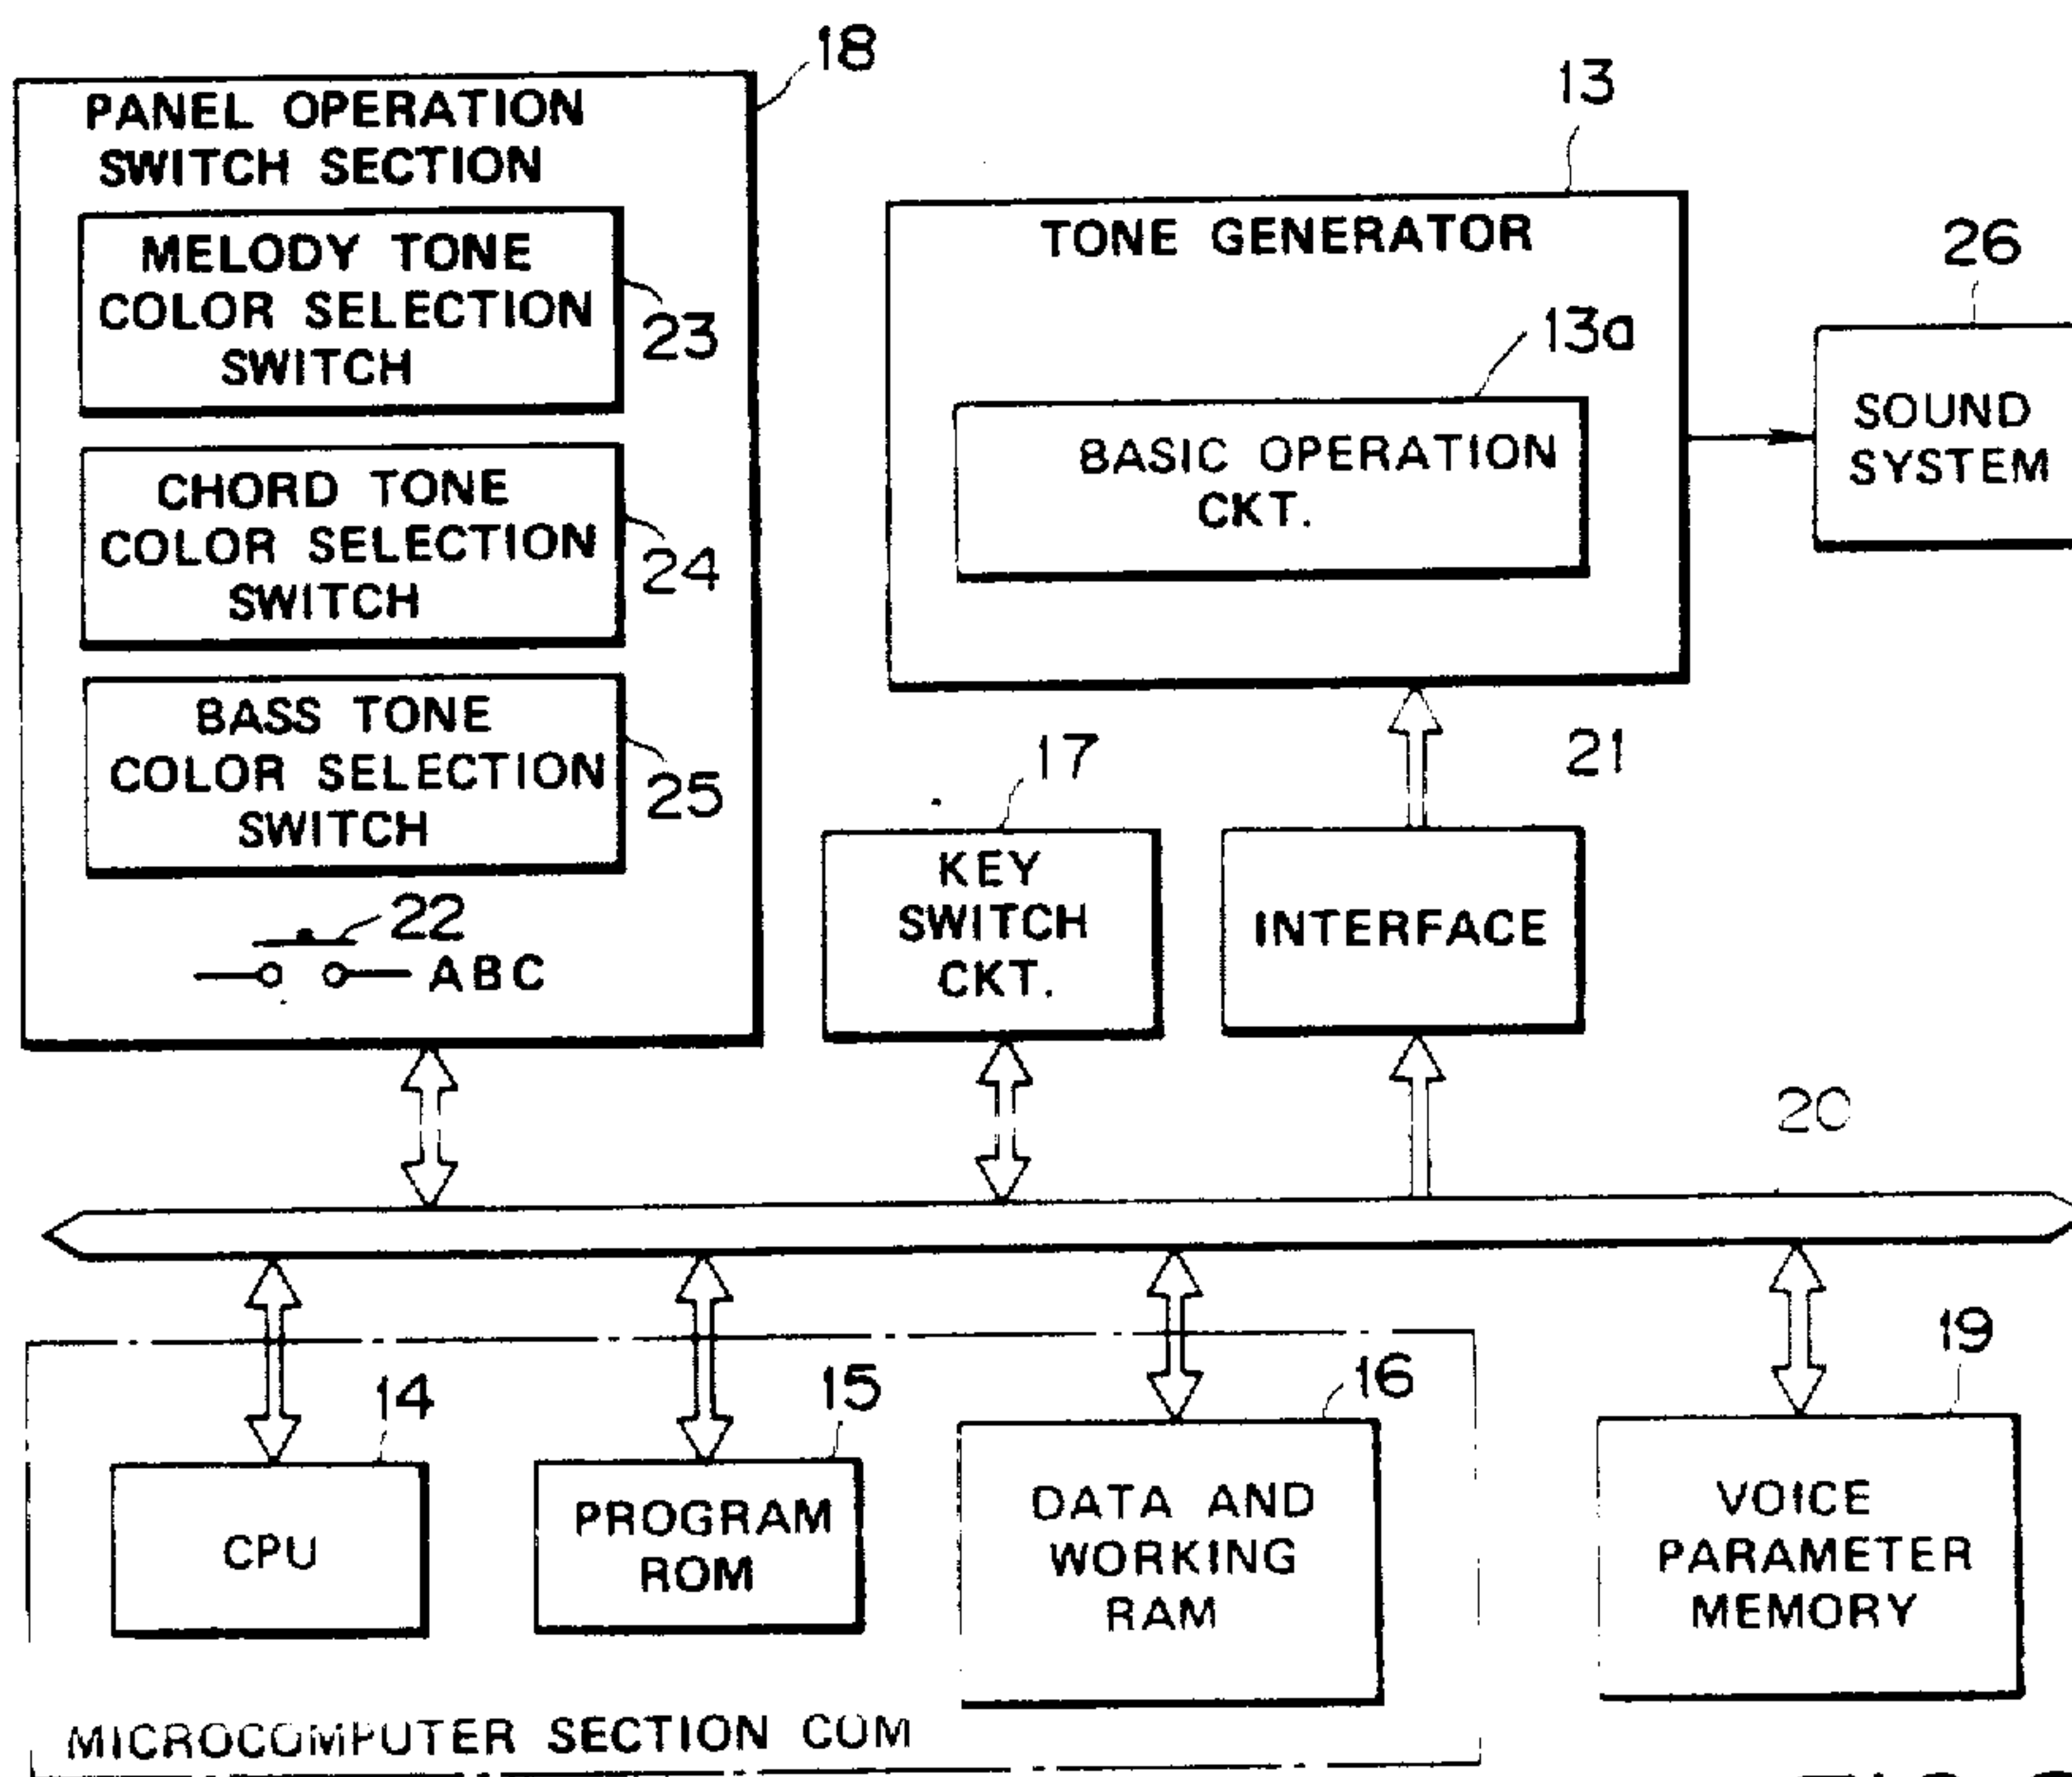 18
PANEL OPERATION
SWITCH SECTION
MELODY TONE
COLOR SELECTION
SWITCH
23
CHORD TONE
COLOR SELECTION
SWITCH
24
BASS TONE
COLOR SELECTION
SWITCH
25
22
ABC
13
TONE GENERATOR
13a
BASIC OPERATION
CKT.
26
SOUND
SYSTEM
17
KEY
SWITCH
CKT.
21
INTERFACE
20
14
CPU
15
PROGRAM
ROM
16
DATA AND
WORKING
RAM
19
VOICE
PARAMETER
MEMORY
MICROCOMPUTER SECTION COM